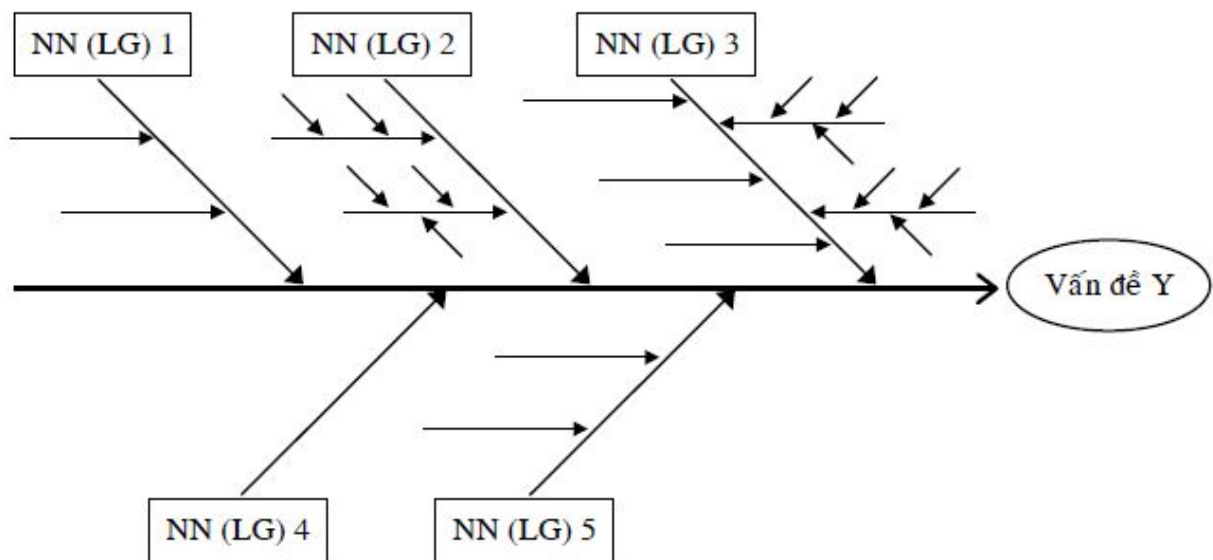 NN (LG) 1
NN (LG) 2
NN (LG) 3
Vấn đề Y
NN (LG) 4
NN (LG) 5